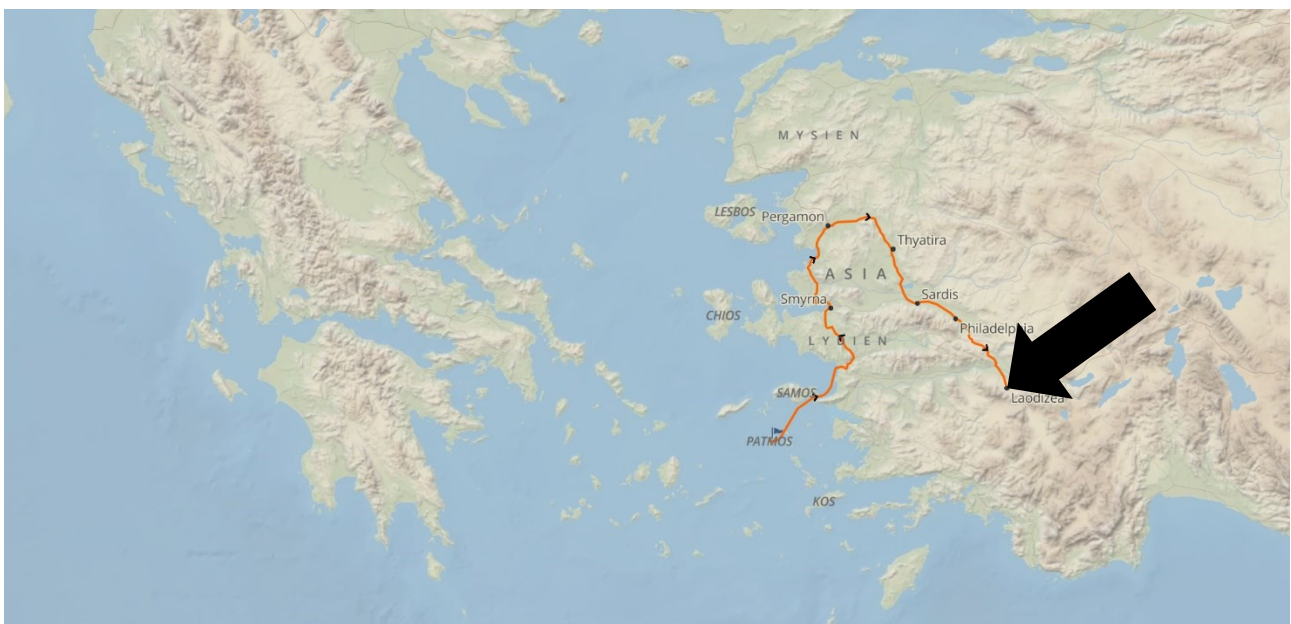 MYSIEN
LESBOS
Pergamon
Thyatira
ASIA
Sardis
Smyrna
CHIOS
Philadelphia
LYDIEN
SAMOS
Laodizea
PATMOS
KOS